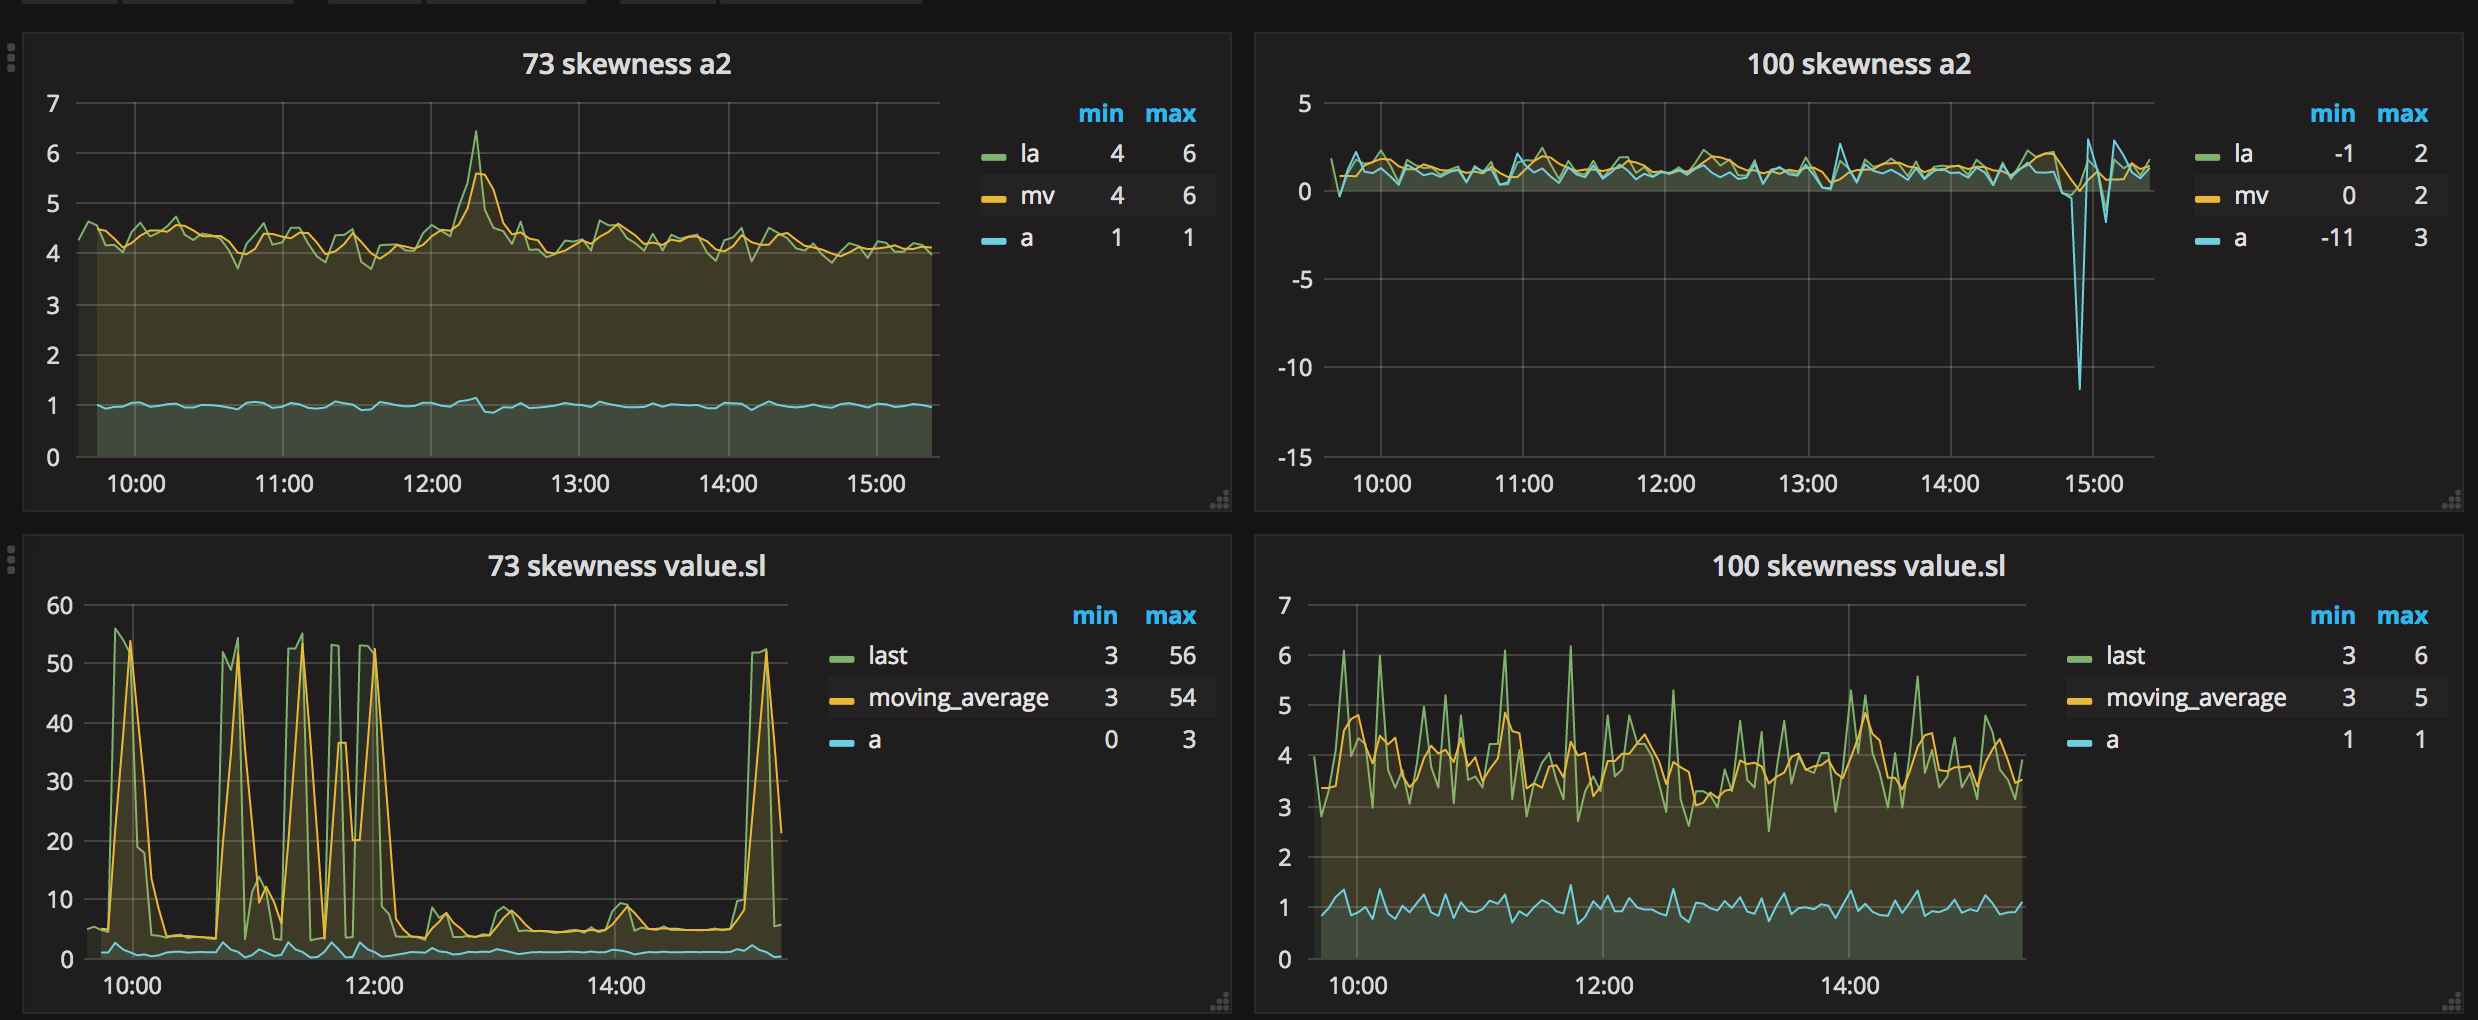 73 skewness a2
7
6
5
4
3
2
1
0
10:00 11:00 12:00 13:00 14:00 15:00
min max
la 4 6
mv 4 6
a 1 1
100 skewness a2
5
0
-5
-10
-15
10:00 11:00 12:00 13:00 14:00 15:00
min max
la -1 2
mv 0 2
a -11 3
73 skewness value.sl
60
50
40
30
20
10
0
10:00 12:00 14:00
min max
last 3 56
moving_average 3 54
a 0 3
100 skewness value.sl
7
6
5
4
3
2
1
0
10:00 12:00 14:00
min max
last 3 6
moving_average 3 5
a 1 1